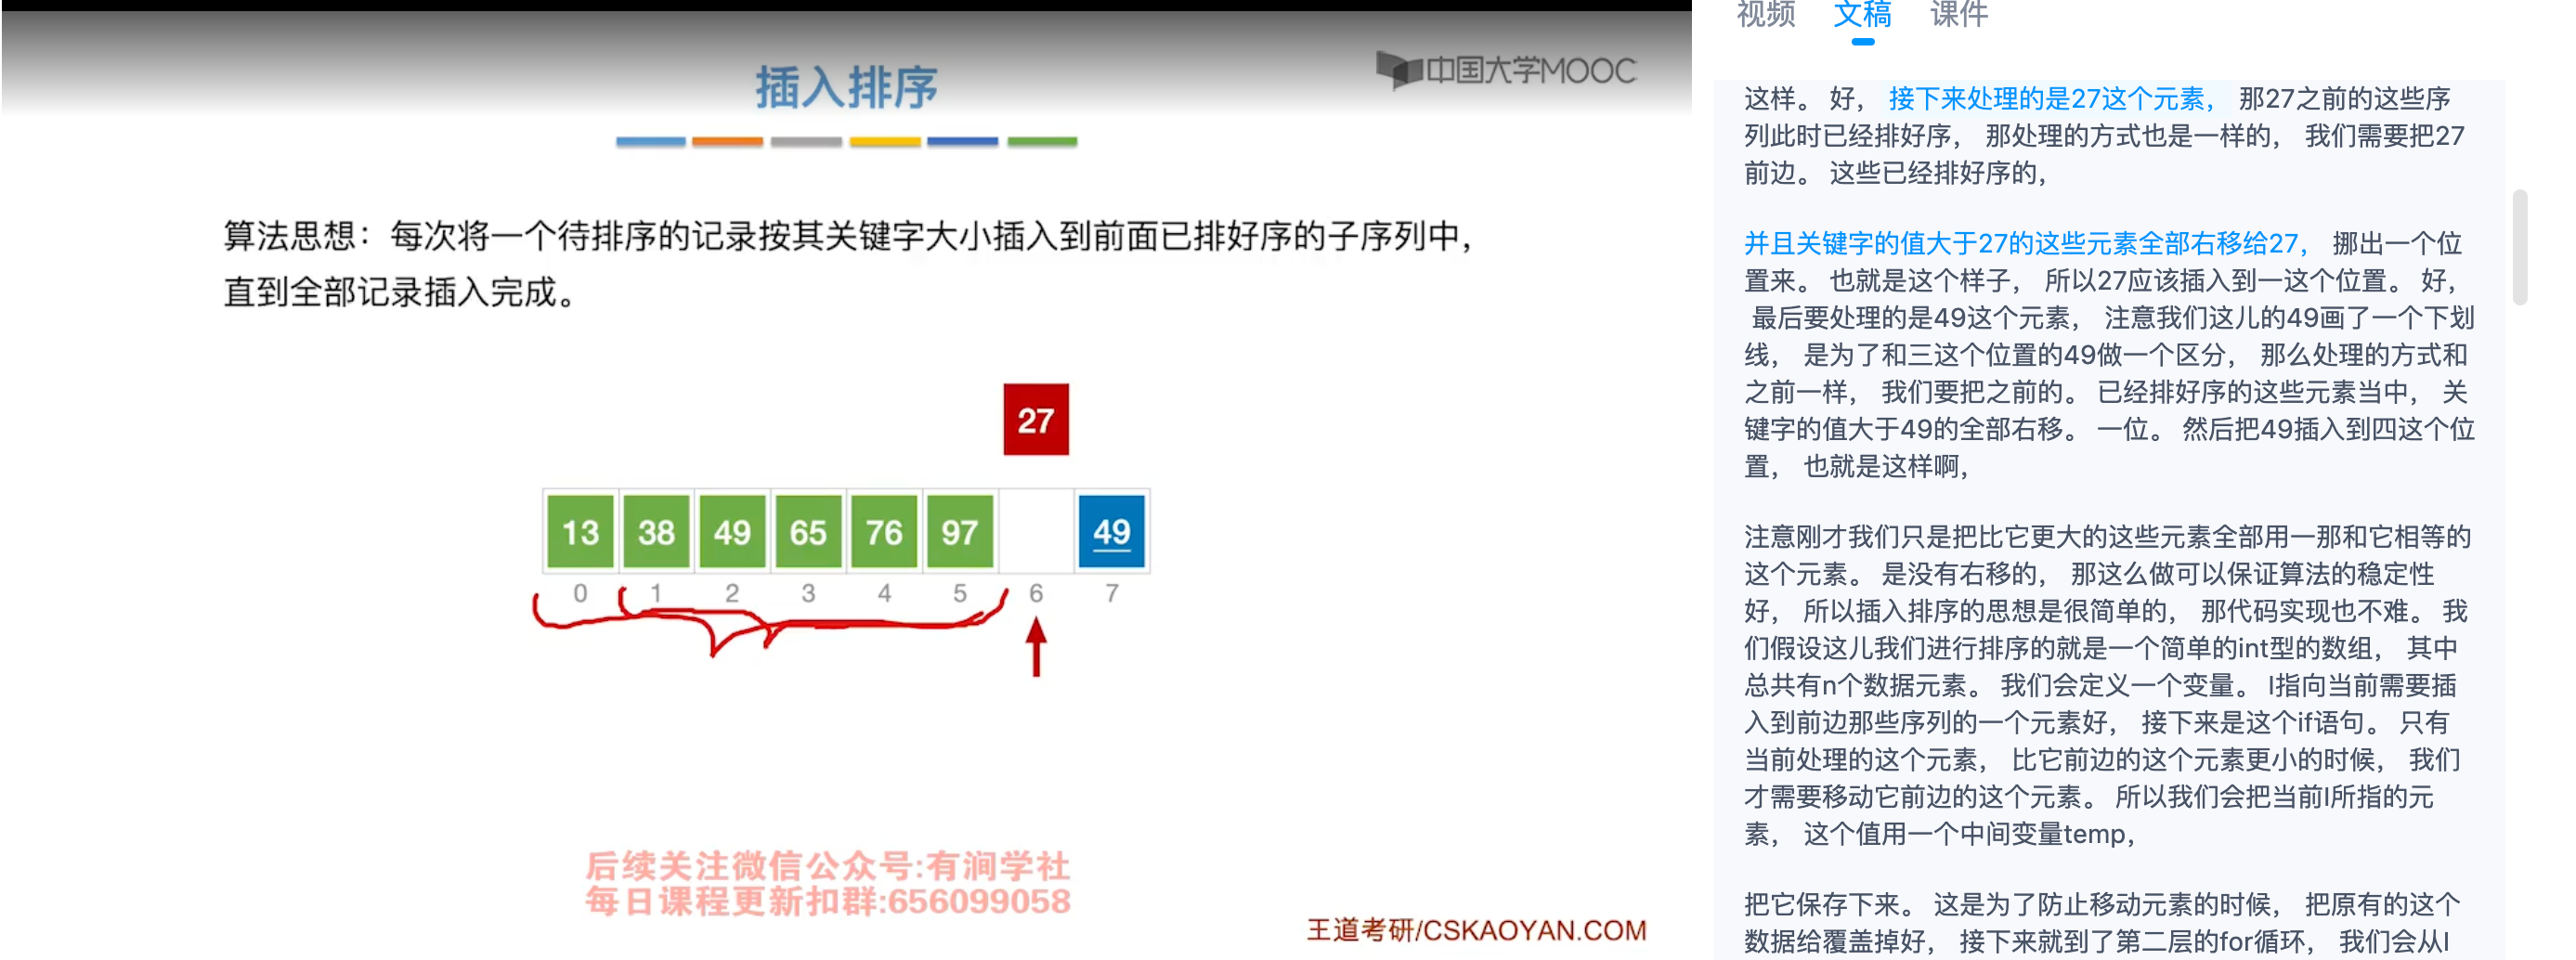 插入排序
中国大学MOOC
算法思想：每次将一个待排序的记录按其关键字大小插入到前面已排好序的子序列中，
直到全部记录插入完成。
27
13 38 49 65 76 97 49
0 1 2 3 4 5 6 7
后续关注微信公众号:有涧学社
每日课程更新扣群:656099058
王道考研/CSKAOYAN.COM
视频 文稿 课件
这样。 好， 接下来处理的是27这个元素， 那27之前的这些序
列此时已经排好序， 那处理的方式也是一样的， 我们需要把27
前边。 这些已经排好序的，
并且关键字的值大于27的这些元素全部右移给27， 挪出一个位
置来。 也就是这个样子， 所以27应该插入到一这个位置。 好，
最后要处理的是49这个元素， 注意我们这儿的49画了一个下划
线， 是为了和三这个位置的49做一个区分， 那么处理的方式和
之前一样， 我们要把之前的。 已经排好序的这些元素当中， 关
键字的值大于49的全部右移。 一位。 然后把49插入到四这个位
置， 也就是这样啊，
注意刚才我们只是把比它更大的这些元素全部用一那和它相等的
这个元素。 是没有右移的， 那这么做可以保证算法的稳定性
好， 所以插入排序的思想是很简单的， 那代码实现也不难。 我
们假设这儿我们进行排序的就是一个简单的int型的数组， 其中
总共有n个数据元素。 我们会定义一个变量。 I指向当前需要插
入到前边那些序列的一个元素好， 接下来是这个if语句。 只有
当前处理的这个元素， 比它前边的这个元素更小的时候， 我们
才需要移动它前边的这个元素。 所以我们会把当前I所指的元
素， 这个值用一个中间变量temp，
把它保存下来。 这是为了防止移动元素的时候， 把原有的这个
数据给覆盖掉好， 接下来就到了第二层的for循环， 我们会从I